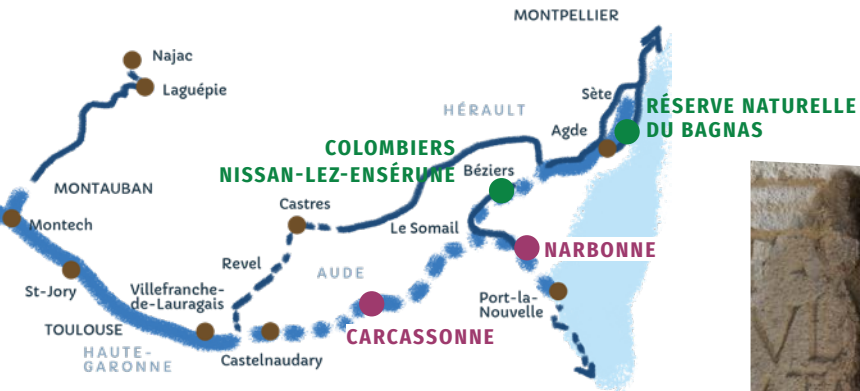 MONTPELLIER
Najac
Laguépie
Sète
HÉRAULT
RÉSERVE NATURELLE
DU BAGNAS
Agde
COLOMBIERS
NISSAN-LEZ-ENSÉRUNE
Béziers
MONTAUBAN
Castres
Montech
Le Somail
NARBONNE
Revel
AUDE
St-Jory
Villefranche-
de-Lauragais
Port-la-
Nouvelle
TOULOUSE
CARCASSONNE
HAUTE-
GARONNE
Castelnaudary